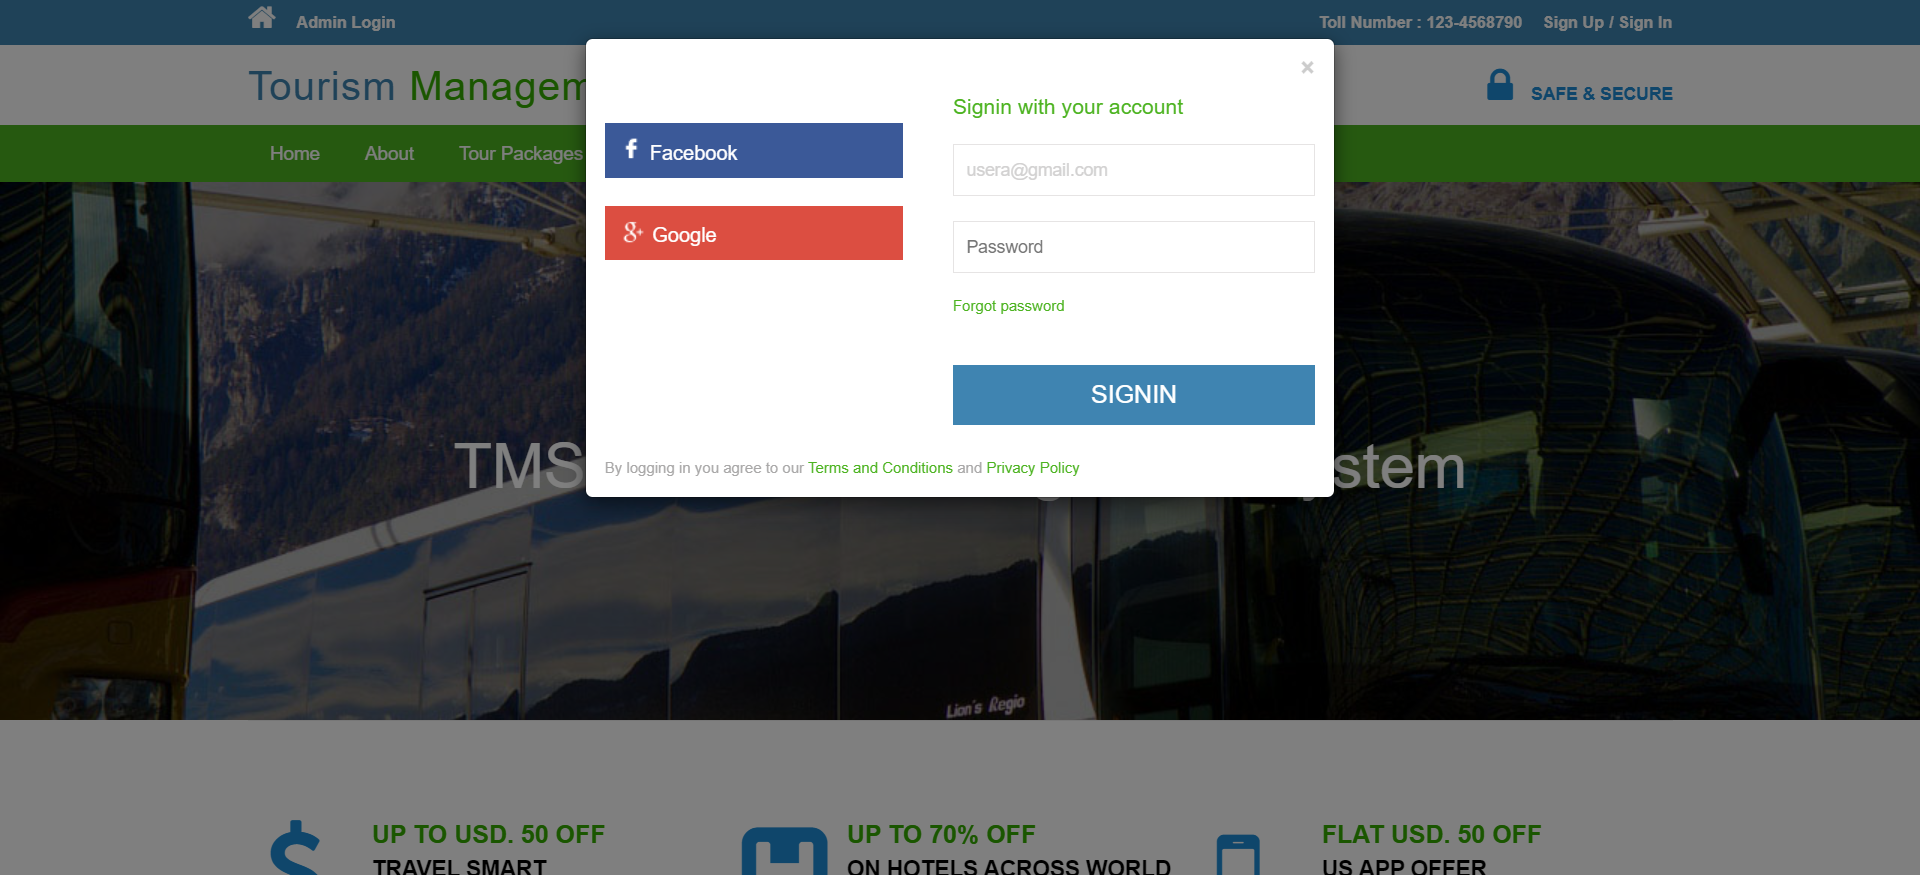 Admin Login
Toll Number : 123-4568790 Sign Up / Sign In
Tourism Managem
SAFE & SECURE
Home About Tour Packages
×
Facebook
Google
Signin with your account
usera@gmail.com
Password
Forgot password
SIGNIN
By logging in you agree to our Terms and Conditions and Privacy Policy
TMS
stem
Lion's Regio
UP TO USD. 50 OFF
TRAVEL SMART
UP TO 70% OFF
ON HOTELS ACROSS WORLD
FLAT USD. 50 OFF
US APP OFFER